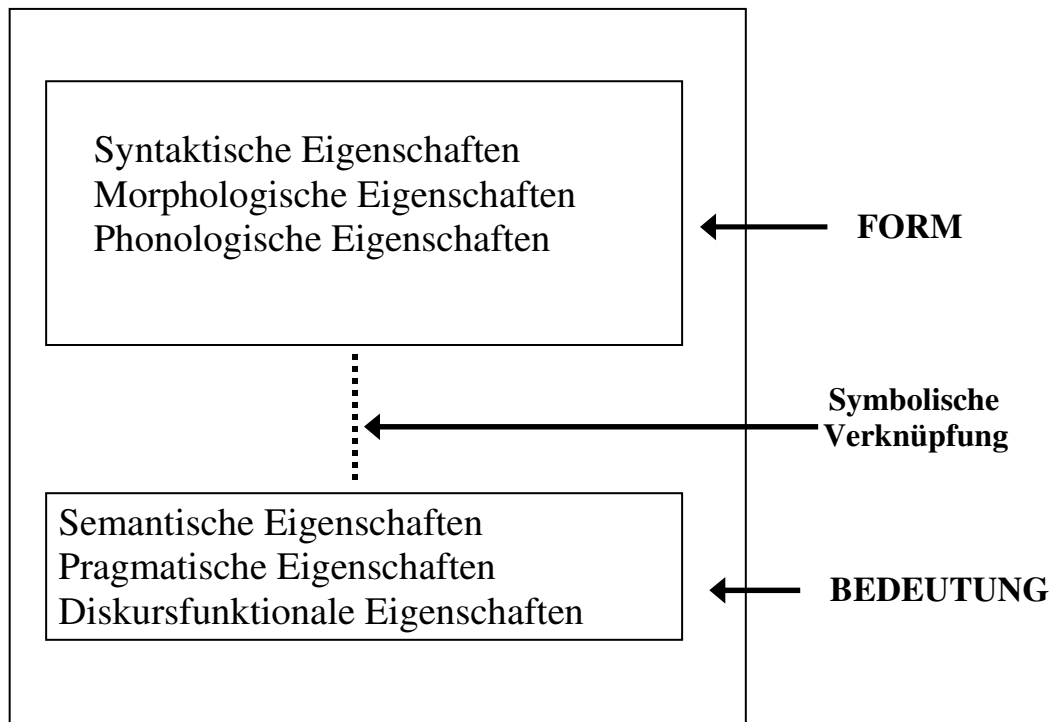 Syntaktische Eigenschaften
Morphologische Eigenschaften
Phonologische Eigenschaften
FORM
Symbolische
Verknüpfung
Semantische Eigenschaften
Pragmatische Eigenschaften
Diskursfunktionale Eigenschaften
BEDEUTUNG